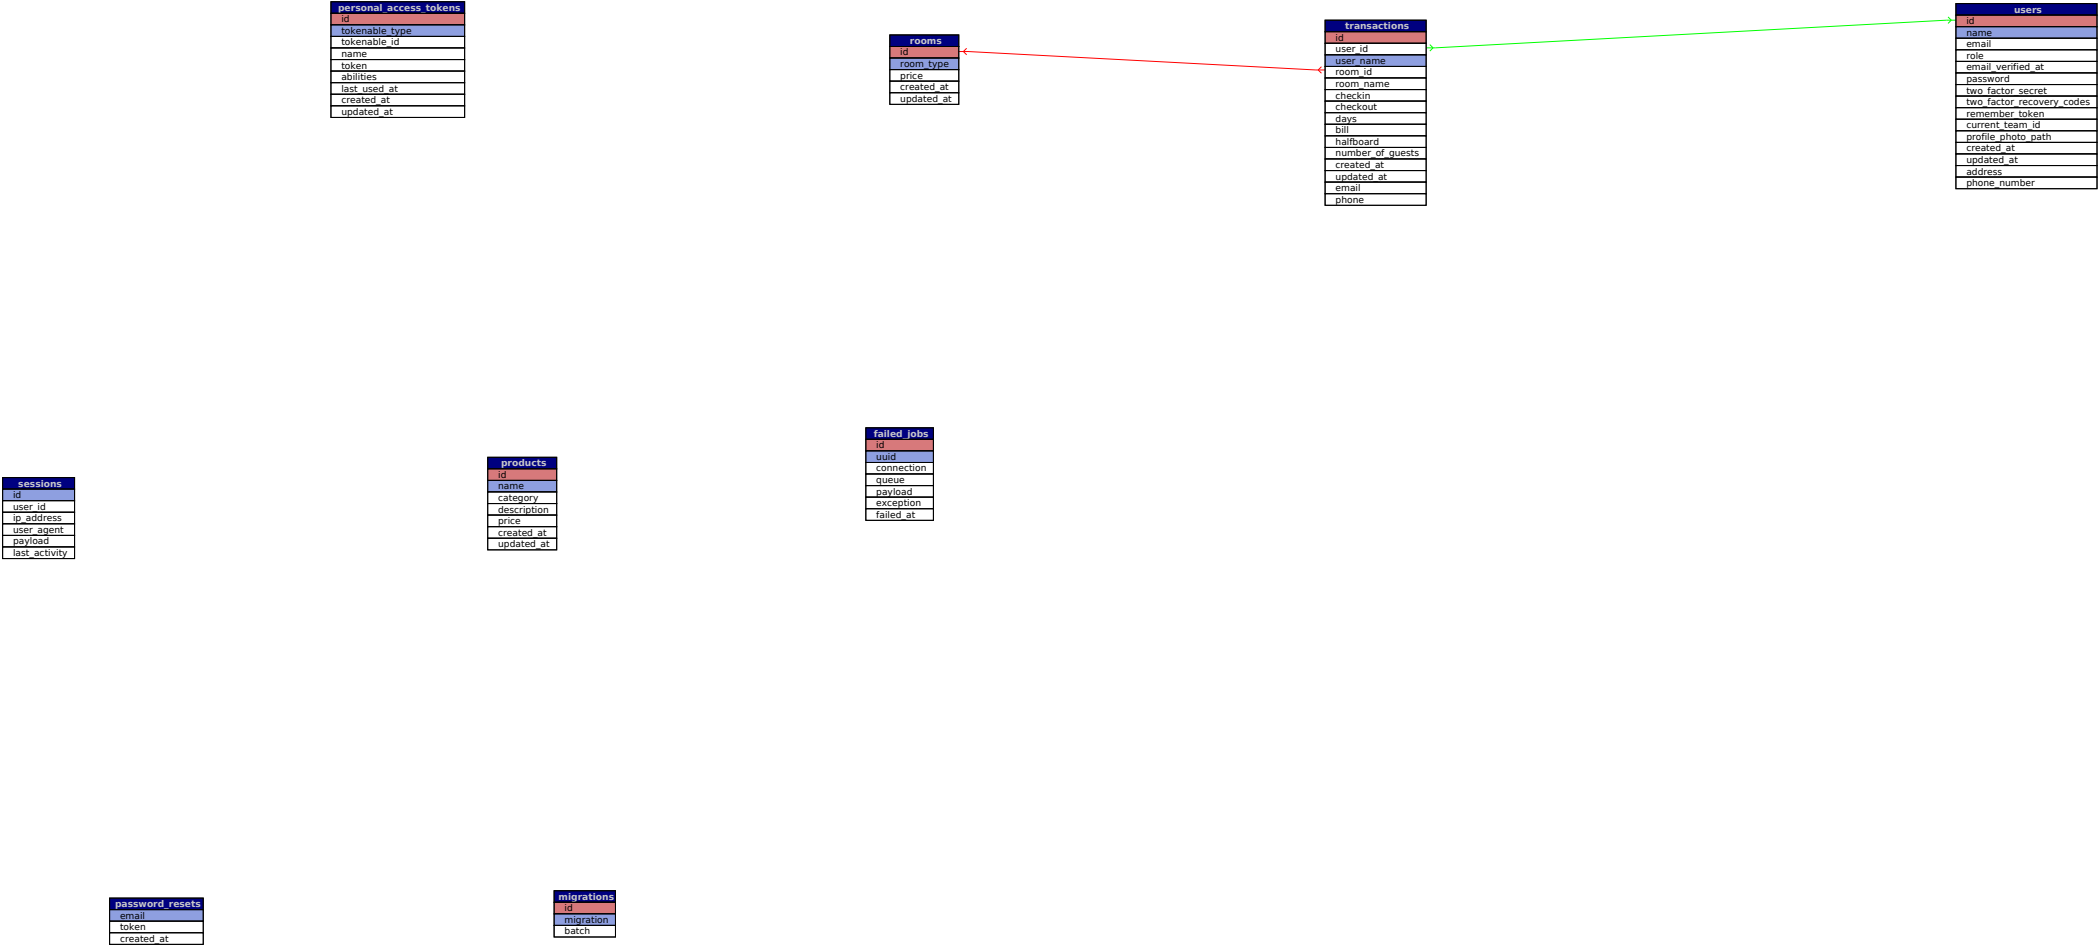 personal_access_tokens
id
tokenable_type
tokenable_id
name
token
abilities
last_used_at
created_at
updated_at
rooms
id
room_type
price
created_at
updated_at
transactions
id
user_id
user_name
room_id
room_name
checkin
checkout
days
bill
halfboard
number_of_guests
created_at
updated_at
email
phone
users
id
name
email
role
email_verified_at
password
two_factor_secret
two_factor_recovery_codes
remember_token
current_team_id
profile_photo_path
created_at
updated_at
address
phone_number
sessions
id
user_id
ip_address
user_agent
payload
last_activity
products
id
name
category
description
price
created_at
updated_at
failed_jobs
id
uuid
connection
queue
payload
exception
failed_at
password_resets
email
token
created_at
migrations
id
migration
batch